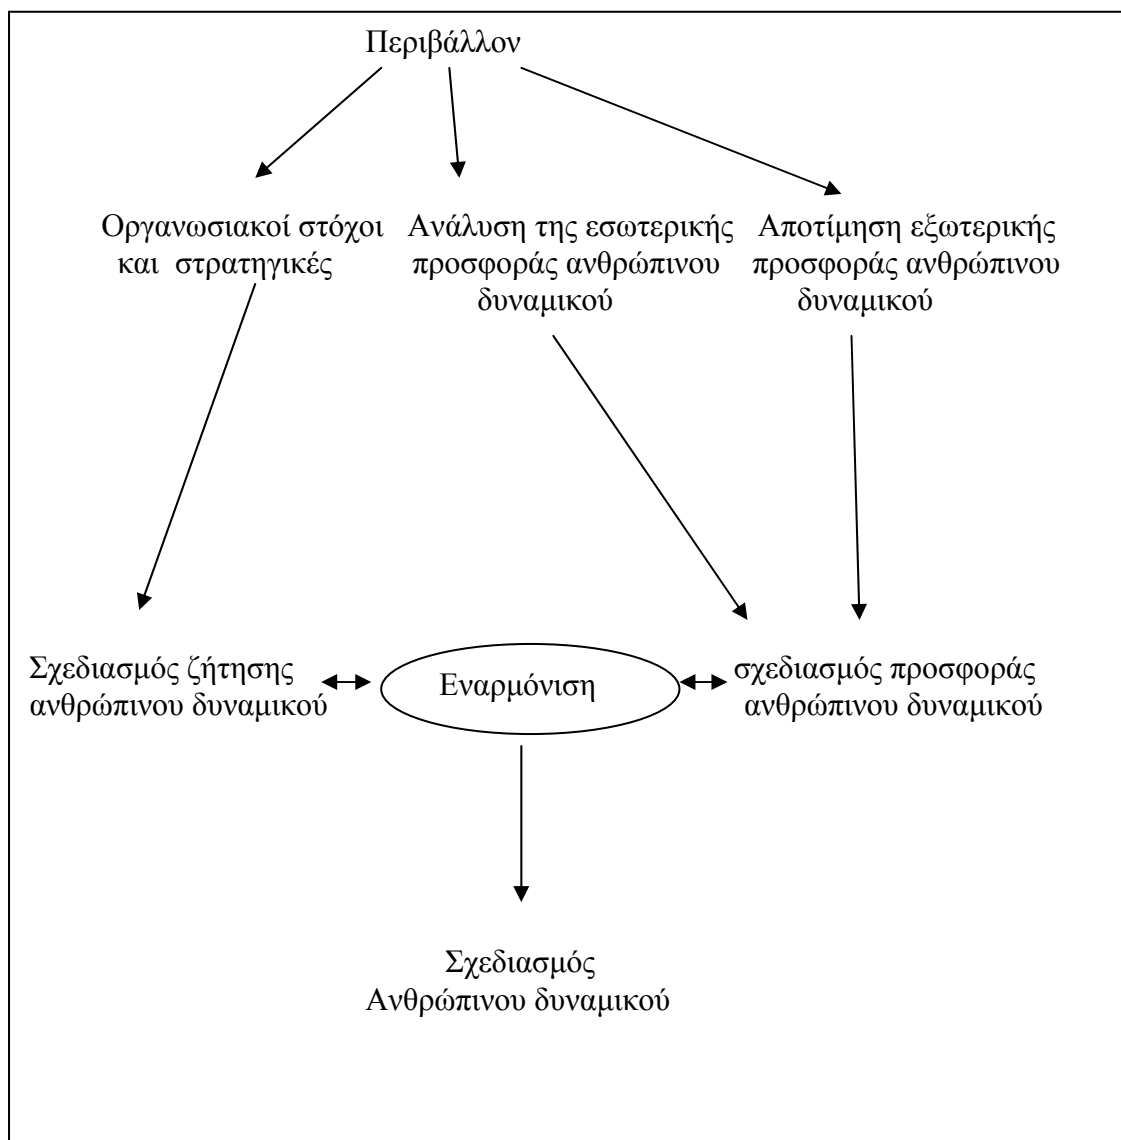 Περιβάλλον
Οργανωσιακοί στόχοι
και στρατηγικές
Ανάλυση της εσωτερικής
προσφοράς ανθρώπινου
δυναμικού
Αποτίμηση εξωτερικής
προσφοράς ανθρώπινου
δυναμικού
Σχεδιασμός ζήτησης
ανθρώπινου δυναμικού
Εναρμόνιση
σχεδιασμός προσφοράς
ανθρώπινου δυναμικού
Σχεδιασμός
Ανθρώπινου δυναμικού